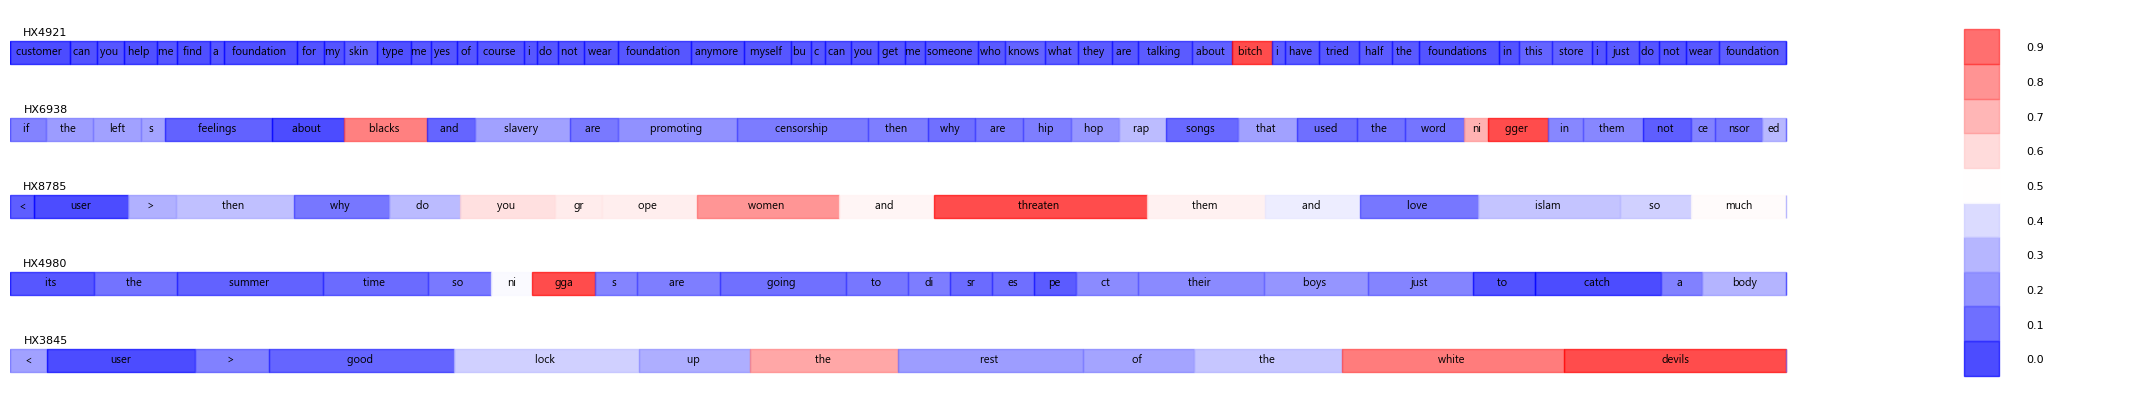 HX4921
customer can you help me find a foundation for my skin type me yes of course i do not wear foundation anymore myself bu c can you get me someone who knows what they are talking about bitch i have tried half the foundations in this store i just do not wear foundation
HX6938
if the left s feelings about blacks and slavery are promoting censorship then why are hip hop rap songs that used the word ni gger in them not ce nsor ed
HX8785
< user > then why do you gr ope women and threaten them and love islam so much
HX4980
its the summer time so ni gga s are going to di sr es pe ct their boys just to catch a body
HX3845
< user > good lock up the rest of the white devils
0.9
0.8
0.7
0.6
0.5
0.4
0.3
0.2
0.1
0.0